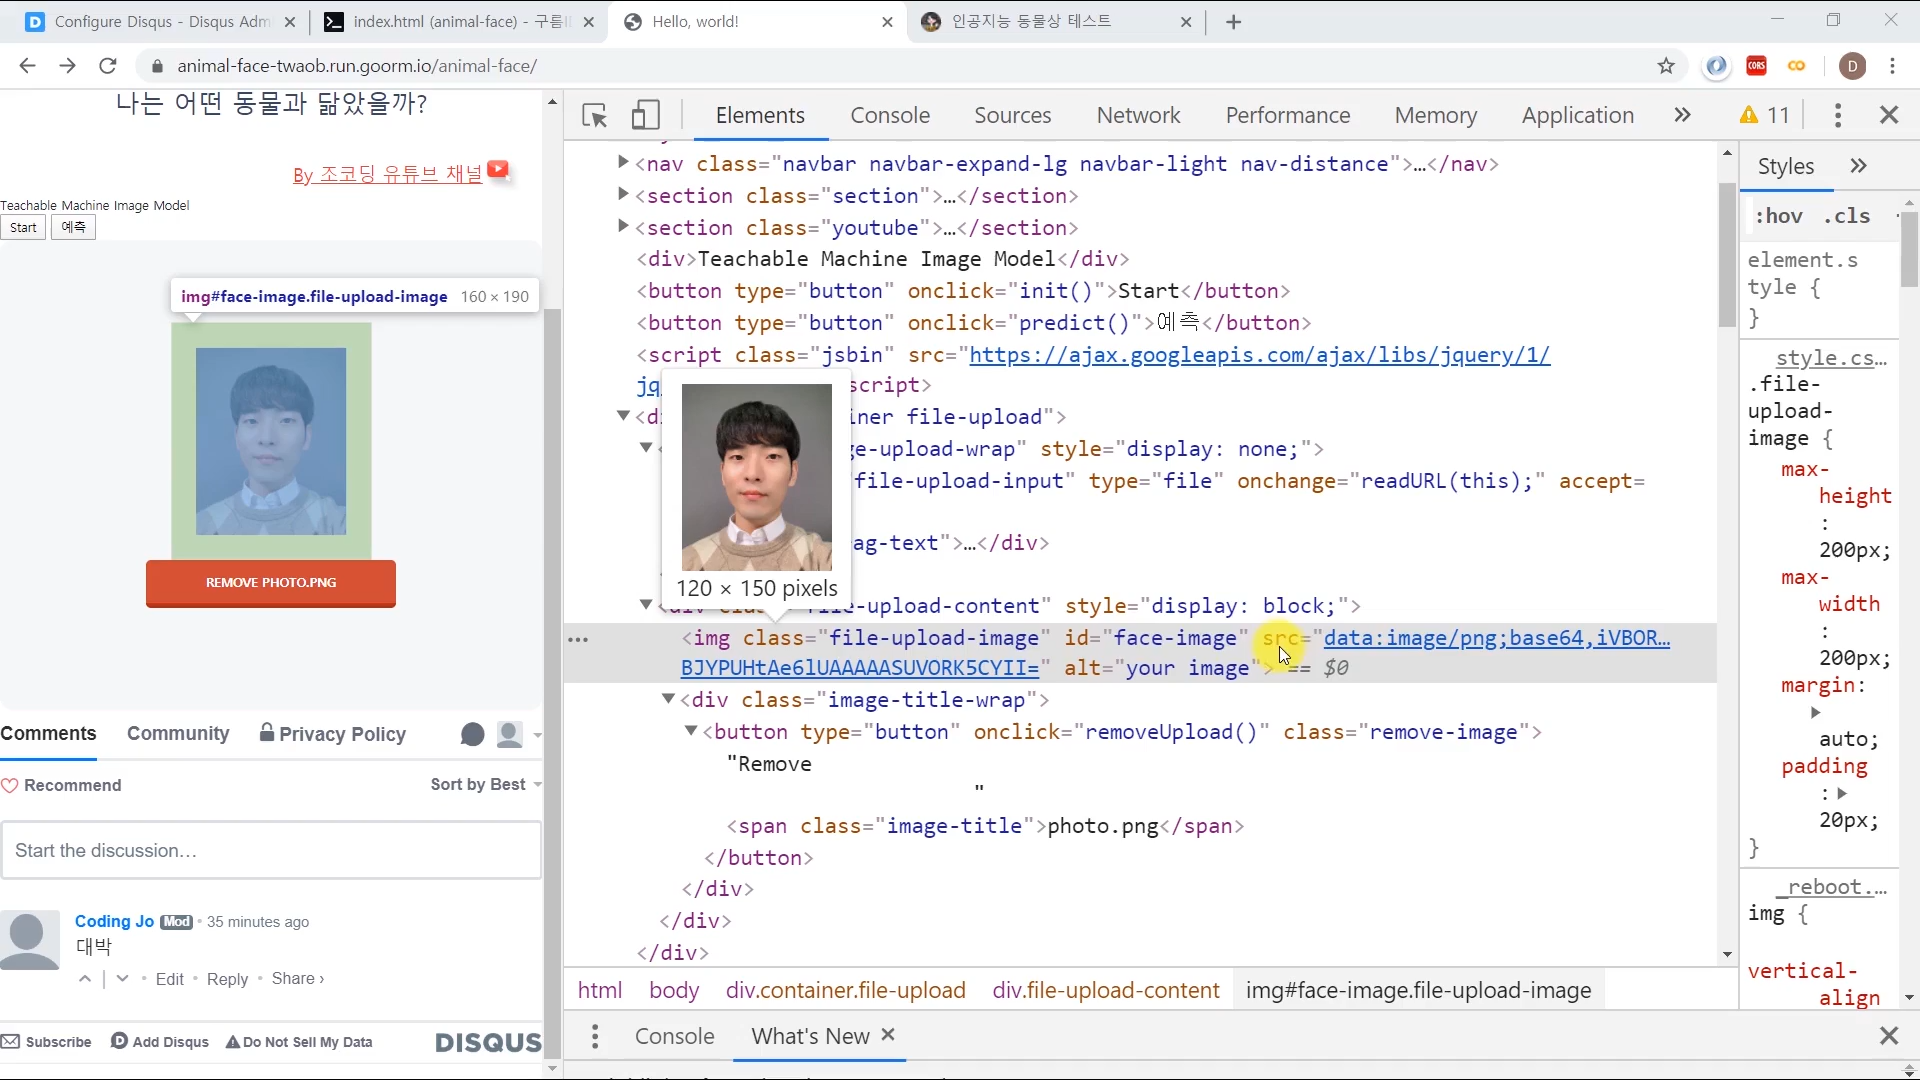 Configure Disqus - Disqus Adm
index.html (animal-face) - 구름I
Hello, world!
인공지능 동물상 테스트
animal-face-twaob.run.goorm.io/animal-face/
CORS
CO
D
나는 어떤 동물과 닮았을까?
By 조코딩 유튜브 채널
Teachable Machine Image Model
Start
예측
img#face-image.file-upload-image 160 × 190
REMOVE PHOTO.PNG
Comments
Community
Privacy Policy
Recommend
Sort by Best
Start the discussion…
Coding Jo Mod • 35 minutes ago
대박
Edit • Reply • Share ›
Subscribe
Add Disqus
Do Not Sell My Data
DISQUS
Elements
Console
Sources
Network
Performance
Memory
Application
»
11
<nav class="navbar navbar-expand-lg navbar-light nav-distance">…</nav>
<section class="section">…</section>
<section class="youtube">…</section>
<div>Teachable Machine Image Model</div>
<button type="button" onclick="init()">Start</button>
<button type="button" onclick="predict()">예측</button>
<script class="jsbin" src="https://ajax.googleapis.com/ajax/libs/jquery/1/
jq script>
<d iner file-upload">
ge-upload-wrap" style="display: none;">
"file-upload-input" type="file" onchange="readURL(this);" accept=
ag-text">…</div>
120 × 150 pixels
-upload-content" style="display: block;">
<img class="file-upload-image" id="face-image" src="data:image/png;base64,iVBOR…
BJYPUHtAe6lUAAAAASUVORK5CYII=" alt="your image"> == $0
<div class="image-title-wrap">
<button type="button" onclick="removeUpload()" class="remove-image">
"Remove
"
<span class="image-title">photo.png</span>
</button>
</div>
</div>
</div>
html
body
div.container.file-upload
div.file-upload-content
img#face-image.file-upload-image
Console
What's New
Styles
»
:hov .cls
element.s
tyle {
}
style.cs…
.file-
upload-
image {
max-
height
:
200px;
max-
width
:
200px;
margin:
auto;
padding
:
20px;
}
_reboot.…
img {
vertical-
align